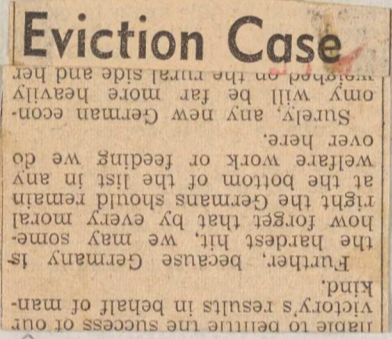 Eviction Case
liable to belittle the success of our
victory's results in behalf of man-
kind.
Further, because Germany is
the hardest hit, we may some-
how forget that by every moral
right the Germans should remain
at the bottom of the list in any
welfare work or feeding we do
over here.
Surely, any new German econ-
omy will be far more heavily
on the rural side and her